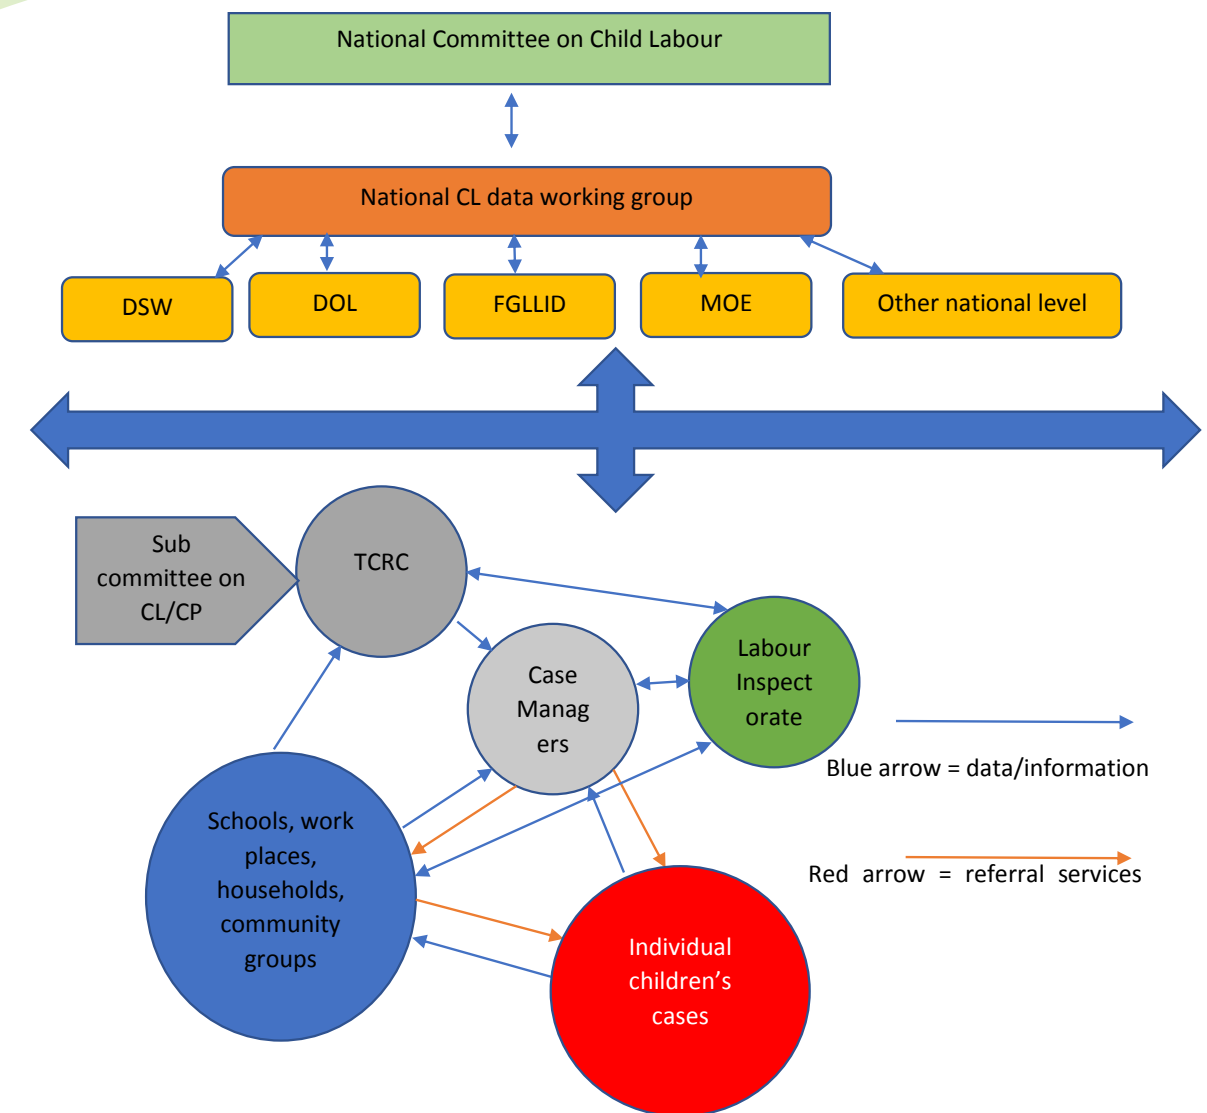 National Committee on Child Labour
National CL data working group
DSW
DOL
FGLLID
MOE
Other national level
Sub
committee on
CL/CP
TCRC
Case
Manag
ers
Labour
Inspect
orate
Blue arrow = data/information
Red arrow = referral services
Schools, work
places,
households,
community
groups
Individual
children’s
cases